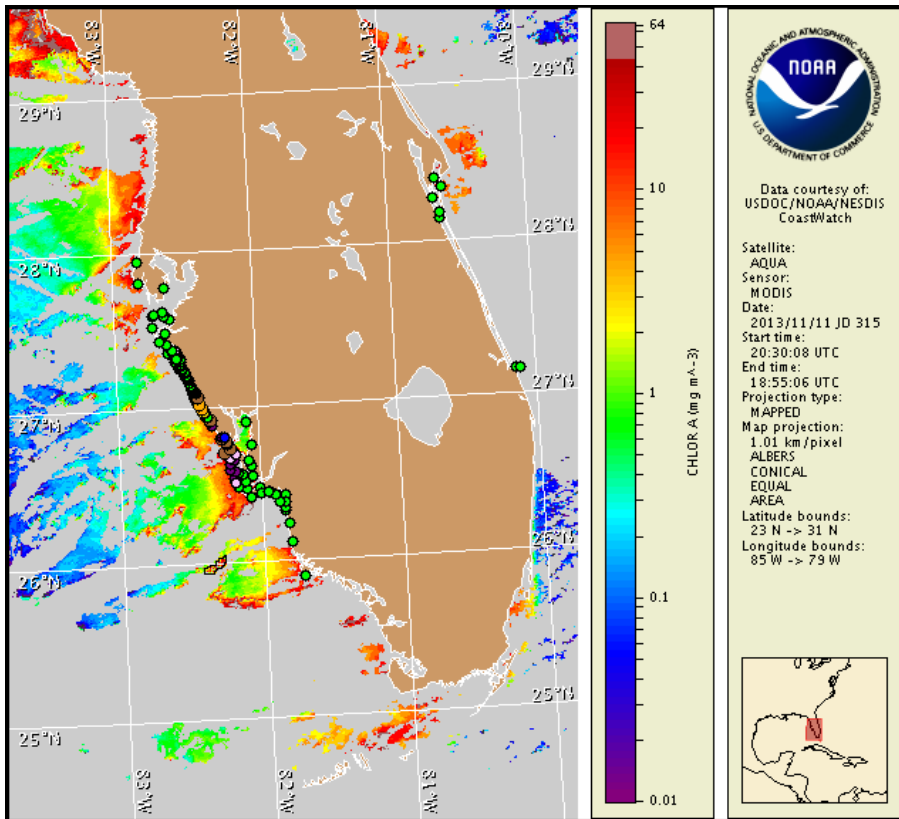 83°W
82°W
81°W
80°W
29°N
29°N
28°N
28°N
27°N
27°N
26°N
26°N
25°N
25°N
83°W
82°W
81°W
64
10
1
0.1
0.01
CHLOR A (mg m^-3)
NATIONAL OCEANIC AND ATMOSPHERIC ADMINISTRATION
NOAA
U.S. DEPARTMENT OF COMMERCE
Data courtesy of:
USDOC/NOAA/NESDIS
CoastWatch
Satellite:
AQUA
Sensor:
MODIS
Date:
2013/11/11 JD 315
Start time:
20:30:08 UTC
End time:
18:55:06 UTC
Projection type:
MAPPED
Map projection:
1.01 km/pixel
ALBERS
CONICAL
EQUAL
AREA
Latitude bounds:
23 N -> 31 N
Longitude bounds:
85 W -> 79 W